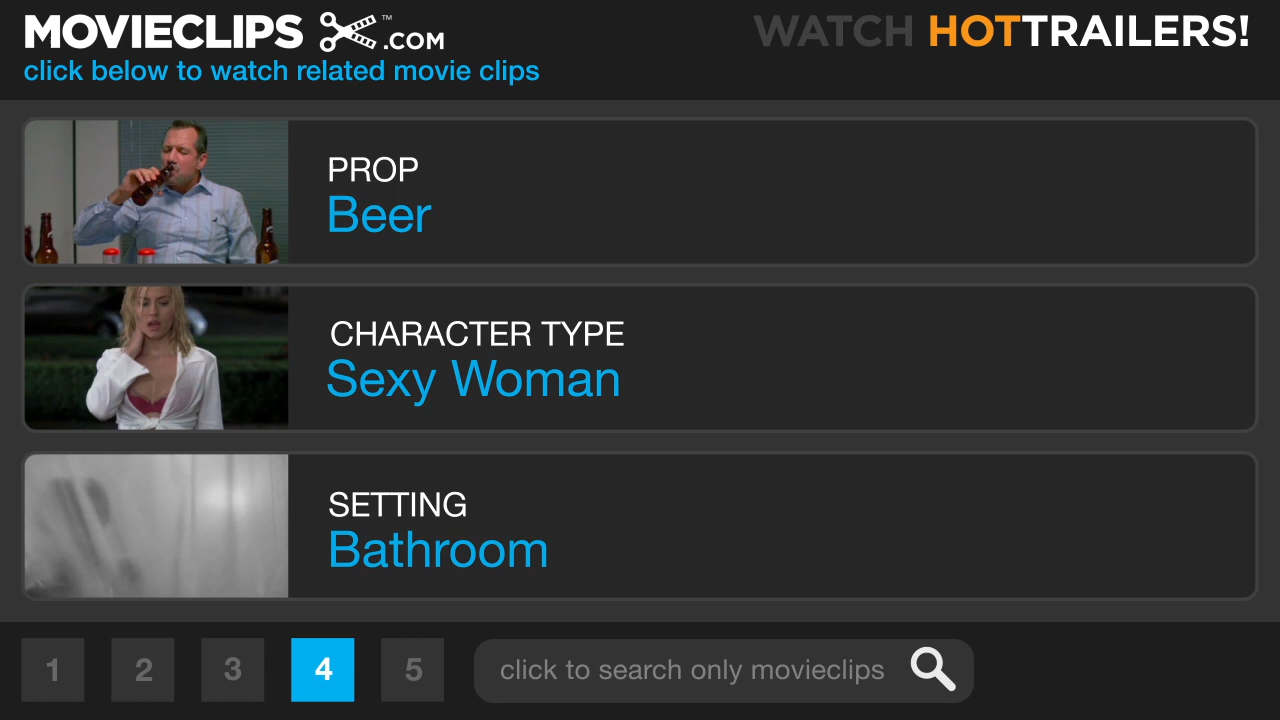 MOVIECLIPS ™ .COM
WATCH HOTTRAILERS!
click below to watch related movie clips
PROP
Beer
CHARACTER TYPE
Sexy Woman
SETTING
Bathroom
1 2 3 4 5 click to search only movieclips